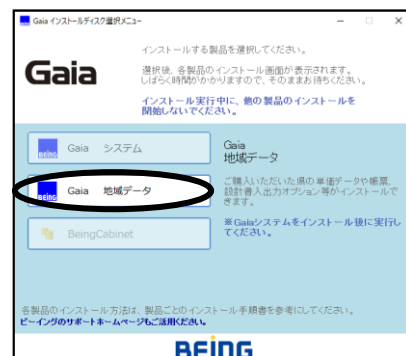 Gaia インストールディスク選択メニュー
Gaia
インストールする製品を選択してください。
選択後、各製品のインストール画面が表示されます。
しばらく時間がかかりますので、そのままお待ちください。
インストール実行中に、他の製品のインストールを
開始しないでください。
BEING Gaia システム
BEING Gaia 地域データ
BeingCabinet
Gaia
地域データ
ご購入いただいた県の単価データや帳票、
設計書入出力オプション等がインストールで
きます。
※Gaiaシステムをインストール後に実行し
てください。
各製品のインストール方法は、製品ごとのインストール手順書を参考にしてください。
ビーイングのサポートホームページもご活用ください。
BEING